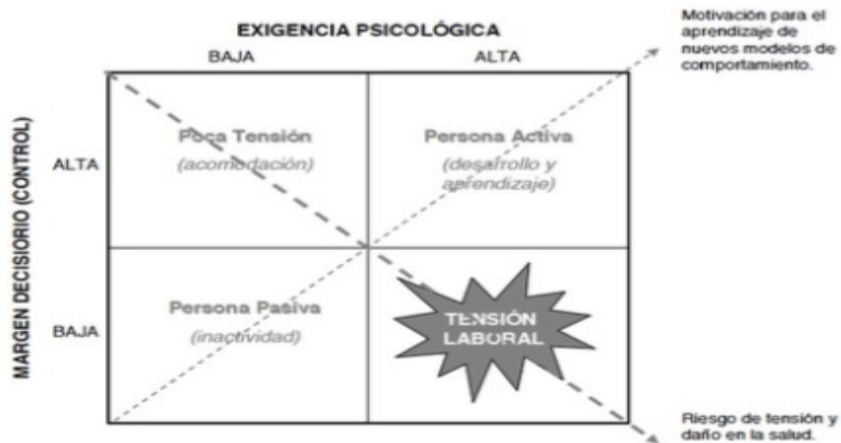 EXIGENCIA PSICOLÓGICA
BAJA
ALTA
Motivación para el
aprendizaje de
nuevos modelos de
comportamiento.
MARGEN DECISIORIO (CONTROL)
ALTA
Poca Tensión
(acomodación)
Persona Activa
(desarrollo y
aprendizaje)
BAJA
Persona Pasiva
(inactividad)
TENSIÓN
LABORAL
Riesgo de tensión y
daño en la salud.